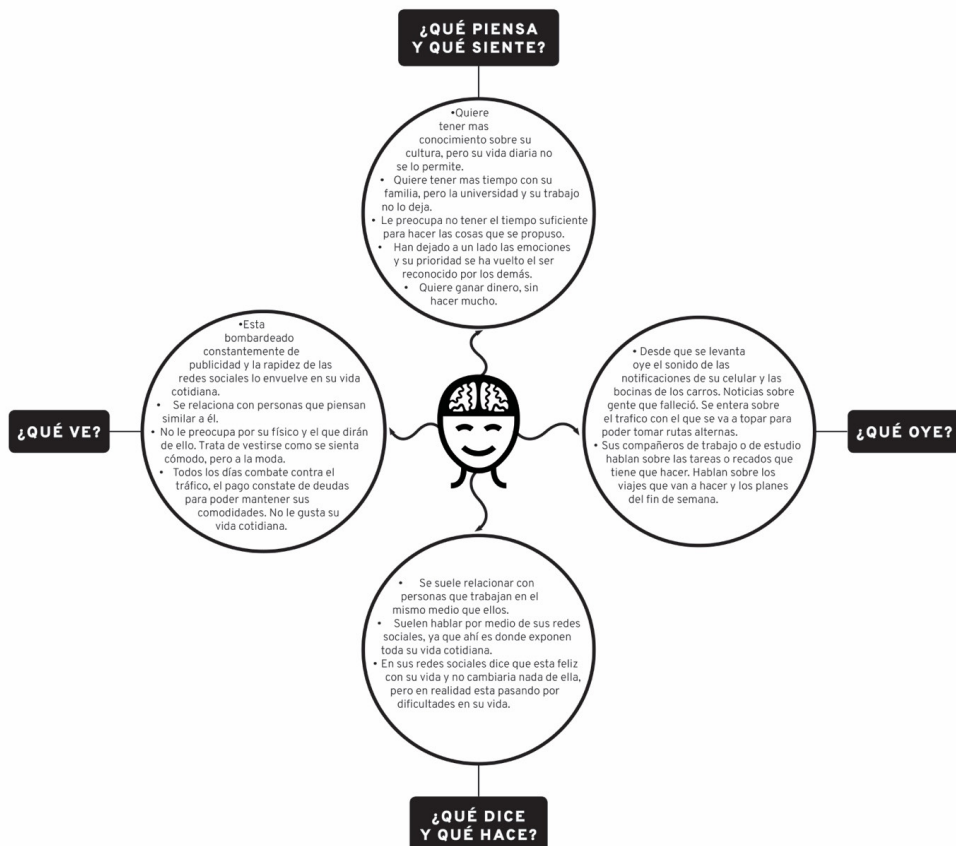 ¿QUÉ PIENSA
Y QUÉ SIENTE?
•Quiere
tener mas
conocimiento sobre su
cultura, pero su vida diaria no
se lo permite.
• Quiere tener mas tiempo con su
familia, pero la universidad y su trabajo
no lo deja.
• Le preocupa no tener el tiempo suficiente
para hacer las cosas que se propuso.
• Han dejado a un lado las emociones
y su prioridad se ha vuelto el ser
reconocido por los demás.
• Quiere ganar dinero, sin
hacer mucho.
¿QUÉ VE?
•Esta
bombardeado
constantemente de
publicidad y la rapidez de las
redes sociales lo envuelve en su vida
cotidiana.
• Se relaciona con personas que piensan
similar a él.
• No le preocupa por su físico y el que dirán
de ello. Trata de vestirse como se sienta
cómodo, pero a la moda.
• Todos los días combate contra el
tráfico, el pago constate de deudas
para poder mantener sus
comodidades. No le gusta su
vida cotidiana.
• Desde que se levanta
oye el sonido de las
notificaciones de su celular y las
bocinas de los carros. Noticias sobre
gente que falleció. Se entera sobre
el trafico con el que se va a topar para
poder tomar rutas alternas.
• Sus compañeros de trabajo o de estudio
hablan sobre las tareas o recados que
tiene que hacer. Hablan sobre los
viajes que van a hacer y los planes
del fin de semana.
¿QUÉ OYE?
• Se suele relacionar con
personas que trabajan en el
mismo medio que ellos.
• Suelen hablar por medio de sus redes
sociales, ya que ahí es donde exponen
toda su vida cotidiana.
• En sus redes sociales dice que esta feliz
con su vida y no cambiaria nada de ella,
pero en realidad esta pasando por
dificultades en su vida.
¿QUÉ DICE
Y QUÉ HACE?